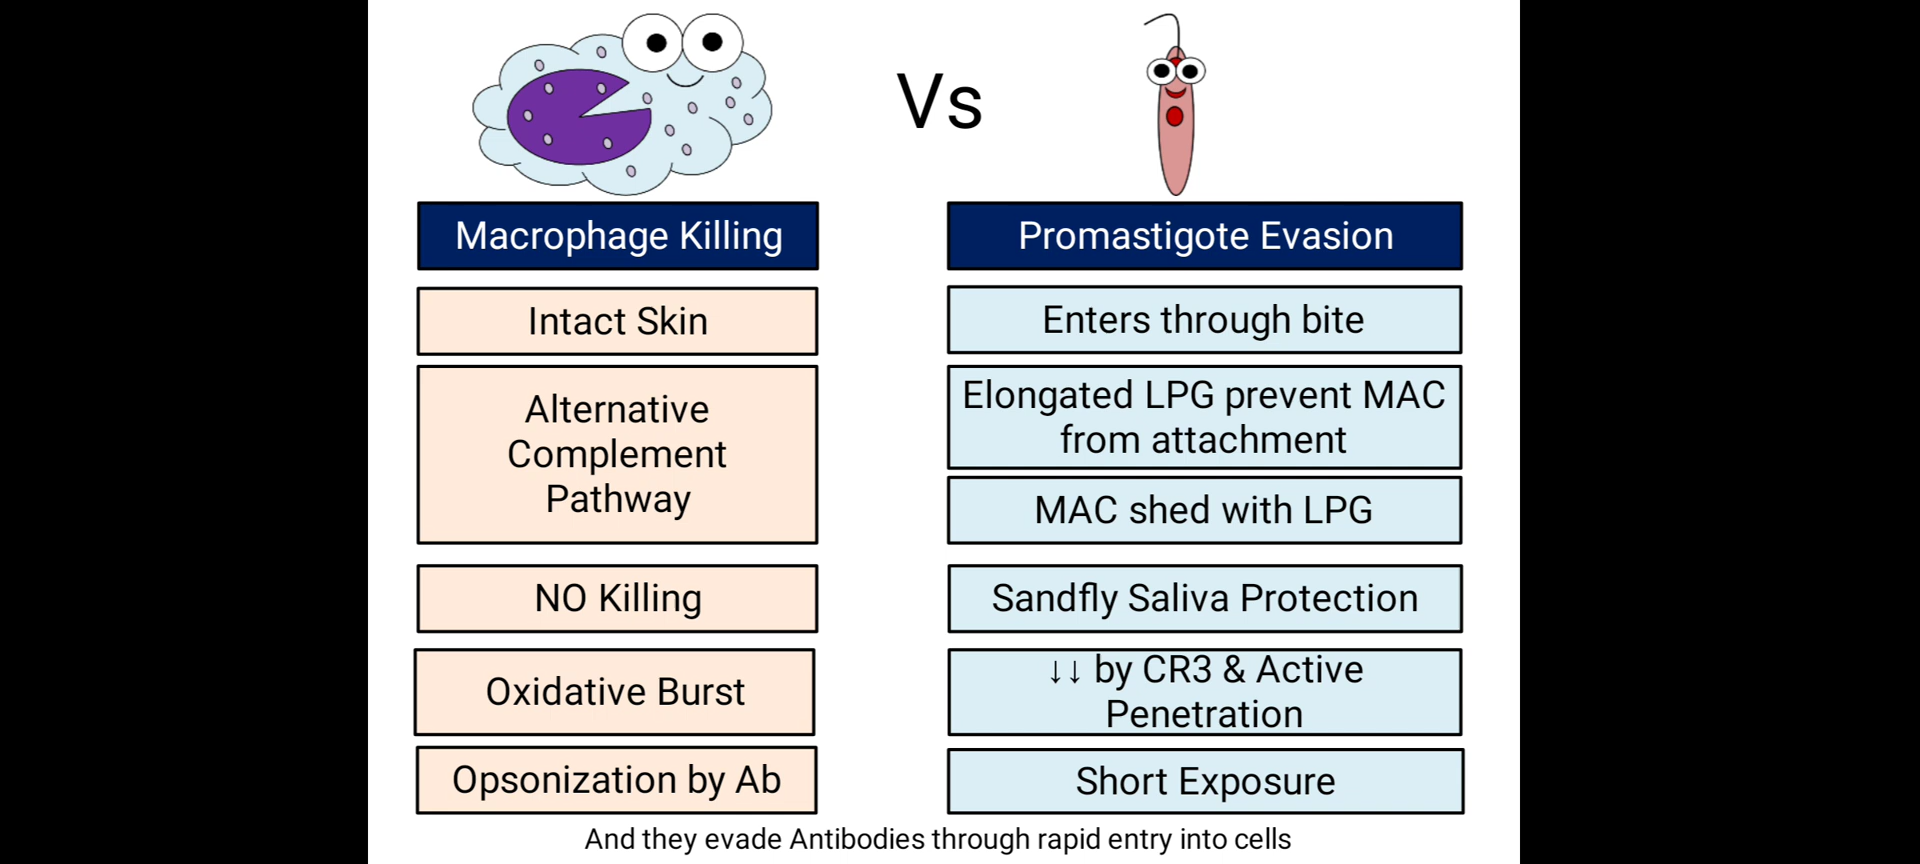 Vs
Macrophage Killing
Promastigote Evasion
Intact Skin
Enters through bite
Alternative
Complement
Pathway
Elongated LPG prevent MAC
from attachment
MAC shed with LPG
NO Killing
Sandfly Saliva Protection
Oxidative Burst
↓↓ by CR3 & Active
Penetration
Opsonization by Ab
Short Exposure
And they evade Antibodies through rapid entry into cells